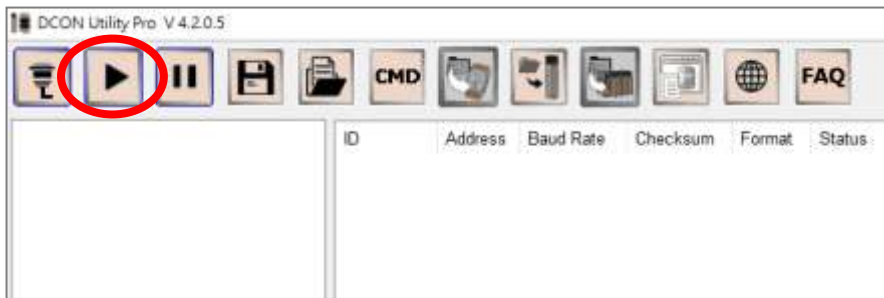 DCON Utility Pro V 4.2.0.5
CMD FAQ
ID Address Baud Rate Checksum Format Status